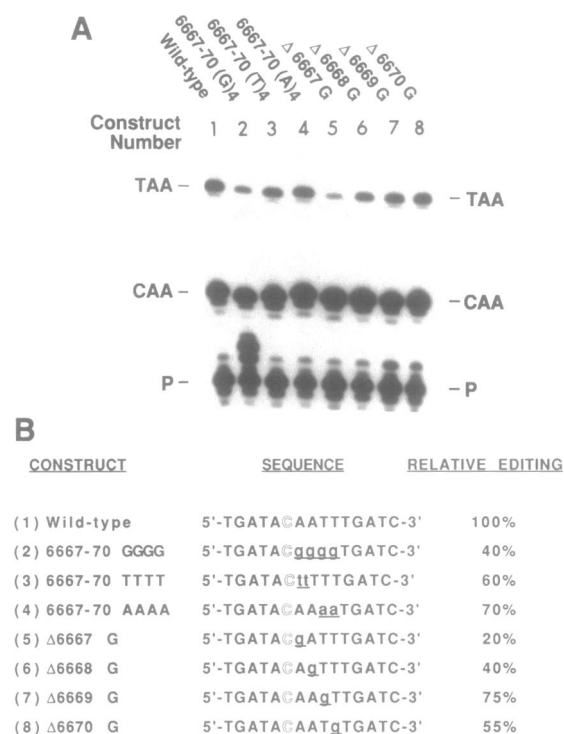 A
Wild-type
6667-70 (G)4
6667-70 (T)4
6667-70 (A)4
Δ 6667 G
Δ 6668 G
Δ 6669 G
Δ 6670 G
Construct Number 1 2 3 4 5 6 7 8
TAA – – TAA
CAA – – CAA
P – – P
B
CONSTRUCT SEQUENCE RELATIVE EDITING
(1) Wild-type 5'-TGATACAATTTGATC-3' 100%
(2) 6667-70 GGGG 5'-TGATACggggTGATC-3' 40%
(3) 6667-70 TTTT 5'-TGATACttTTTGATC-3' 60%
(4) 6667-70 AAAA 5'-TGATACAAaaTGATC-3' 70%
(5) Δ6667 G 5'-TGATACgATTTGATC-3' 20%
(6) Δ6668 G 5'-TGATACAgTTTGATC-3' 40%
(7) Δ6669 G 5'-TGATACAAgTTGATC-3' 75%
(8) Δ6670 G 5'-TGATACAATgTGATC-3' 55%